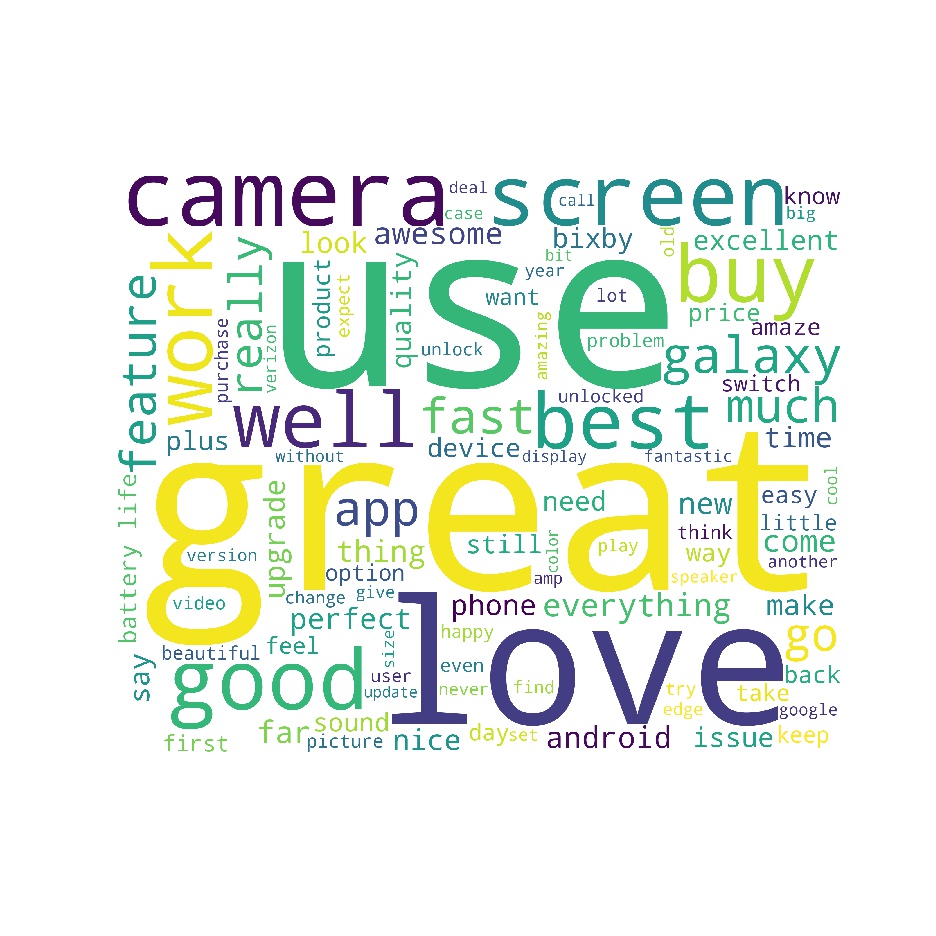 camera
deal
case
screen
call
know
big
work
look
awesome
bixby
old
excellent
feature
really
product
expect
quality
use
bit
year
want
lot
buy
price
amaze
purchase
verizon
unlock
amazing
problem
galaxy
switch
unlocked
well
fast
best
much
plus
without
device
display
fantastic
time
battery life
great
upgrade
app
need
new
easy
cool
little
thing
still
color
play
think
way
come
another
version
option
amp
speaker
video
change
give
phone
everything
make
perfect
love
go
beautiful
feel
size
happy
even
say
good
user
update
never
find
try
take
back
edge
google
first
far
sound
picture
nice
day
set
android
issue
keep